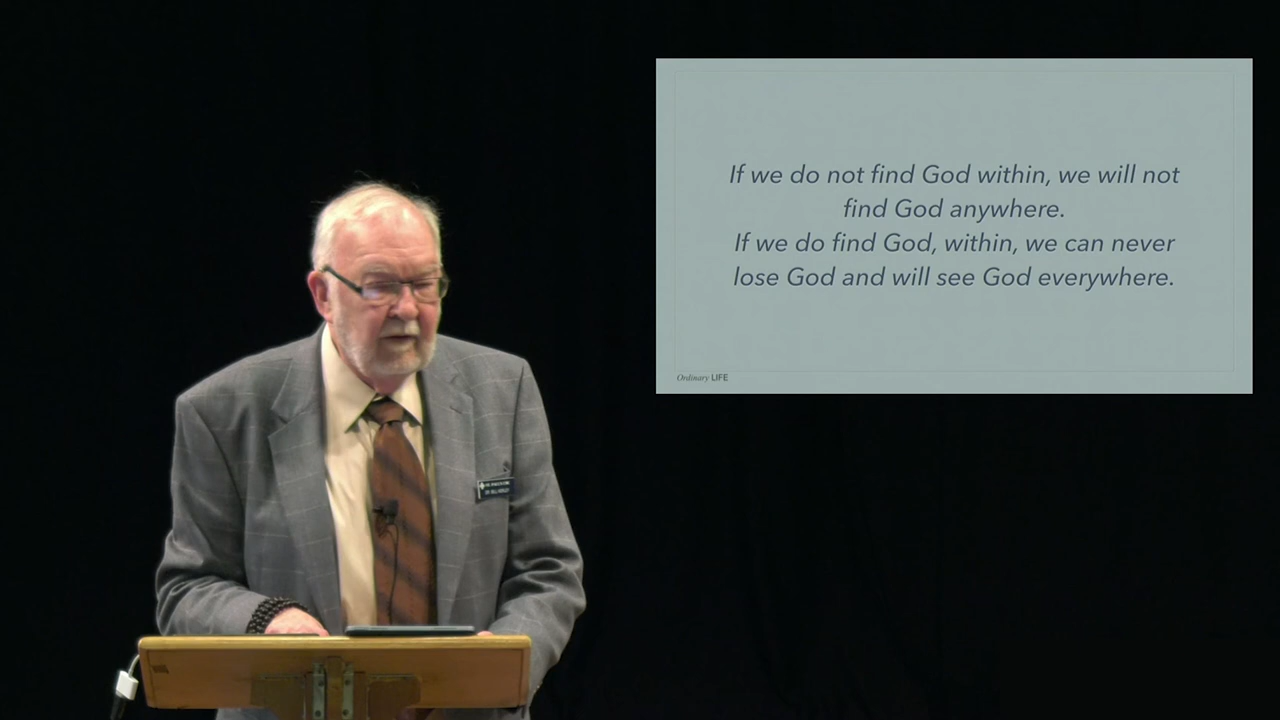 If we do not find God within, we will not
find God anywhere.
If we do find God, within, we can never
lose God and will see God everywhere.
Ordinary LIFE